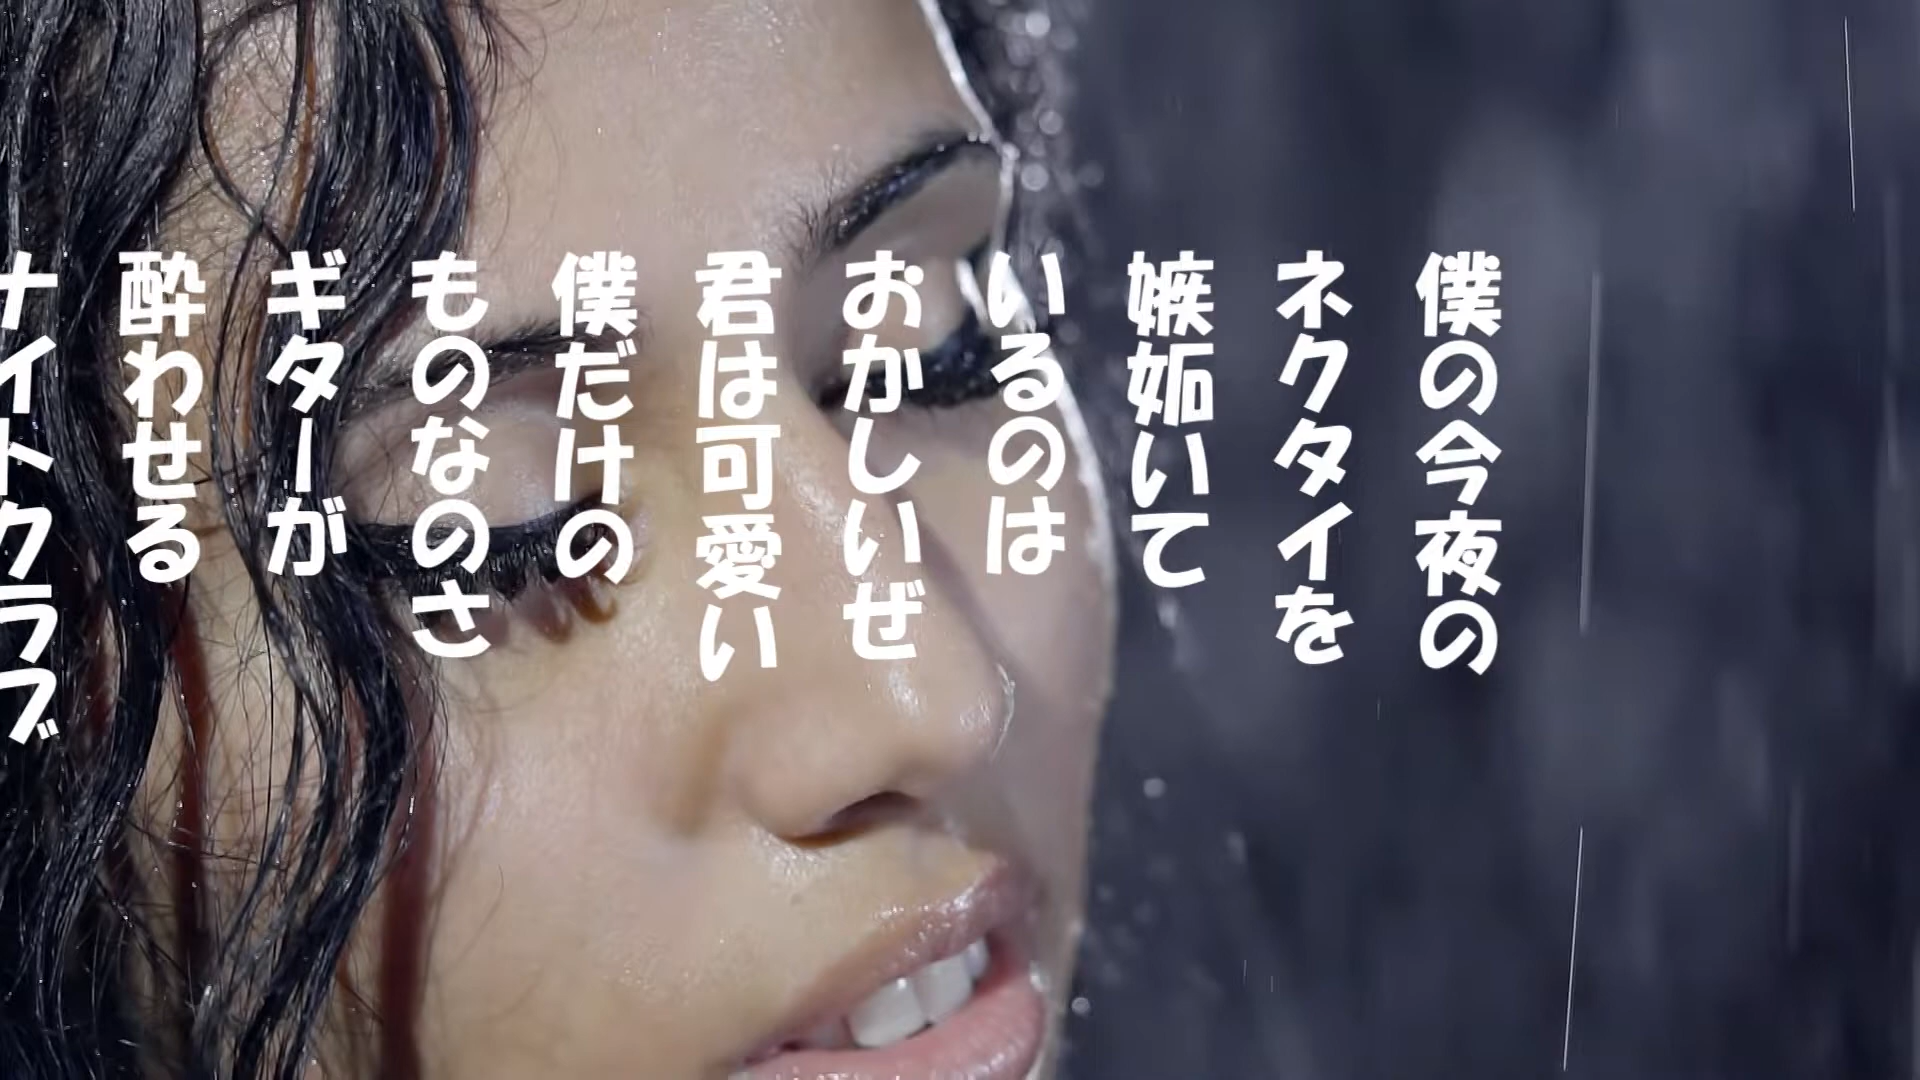 僕の今夜の
ネクタイを
嫉妬いて
いるのは
おかしいぜ
君は可愛い
僕だけの
ものなのさ
ギターが
酔わせる
ナイトクラブ